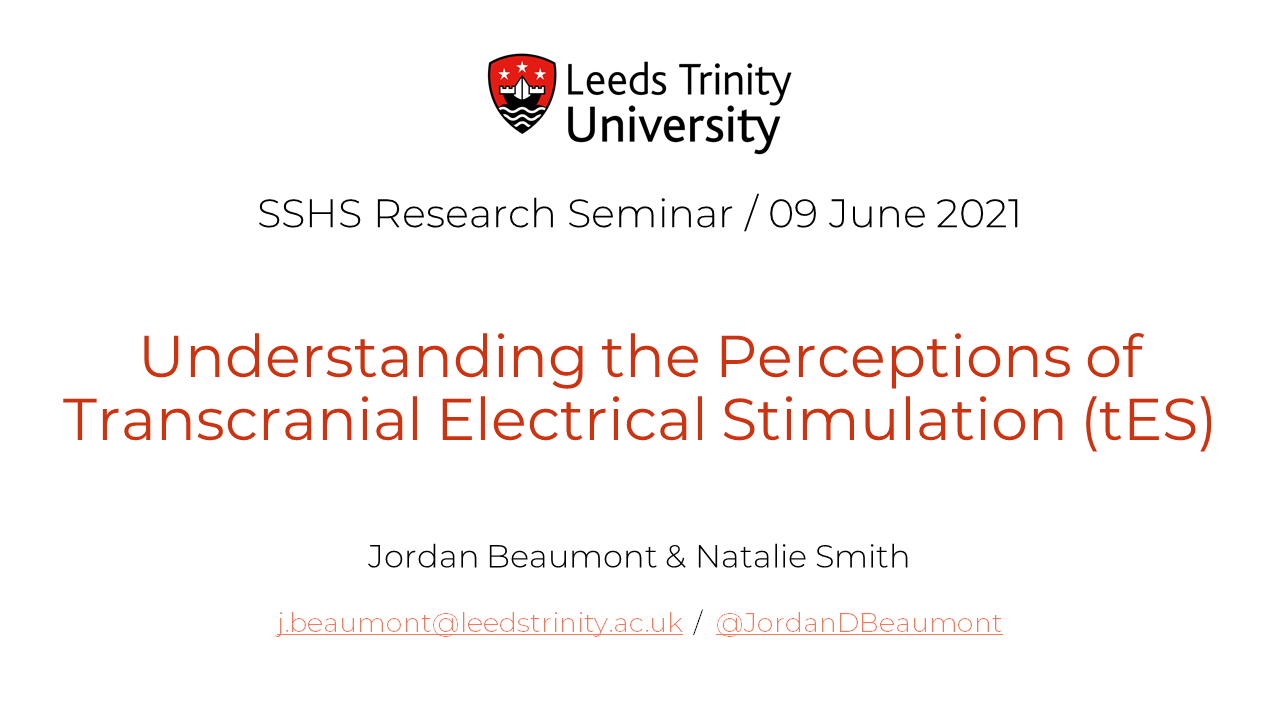 Leeds Trinity
University
SSHS Research Seminar / 09 June 2021
Understanding the Perceptions of
Transcranial Electrical Stimulation (tES)
Jordan Beaumont & Natalie Smith
j.beaumont@leedstrinity.ac.uk / @JordanDBeaumont